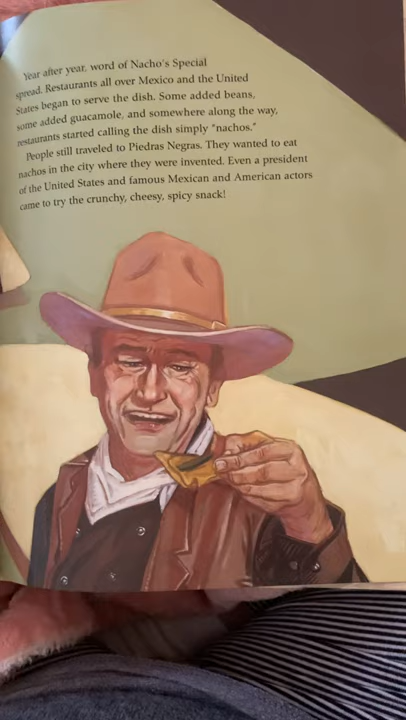 Year after year, word of Nacho's Special
spread. Restaurants all over Mexico and the United
States began to serve the dish. Some added beans,
some added guacamole, and somewhere along the way,
restaurants started calling the dish simply "nachos."
People still traveled to Piedras Negras. They wanted to eat
nachos in the city where they were invented. Even a president
of the United States and famous Mexican and American actors
came to try the crunchy, cheesy, spicy snack!